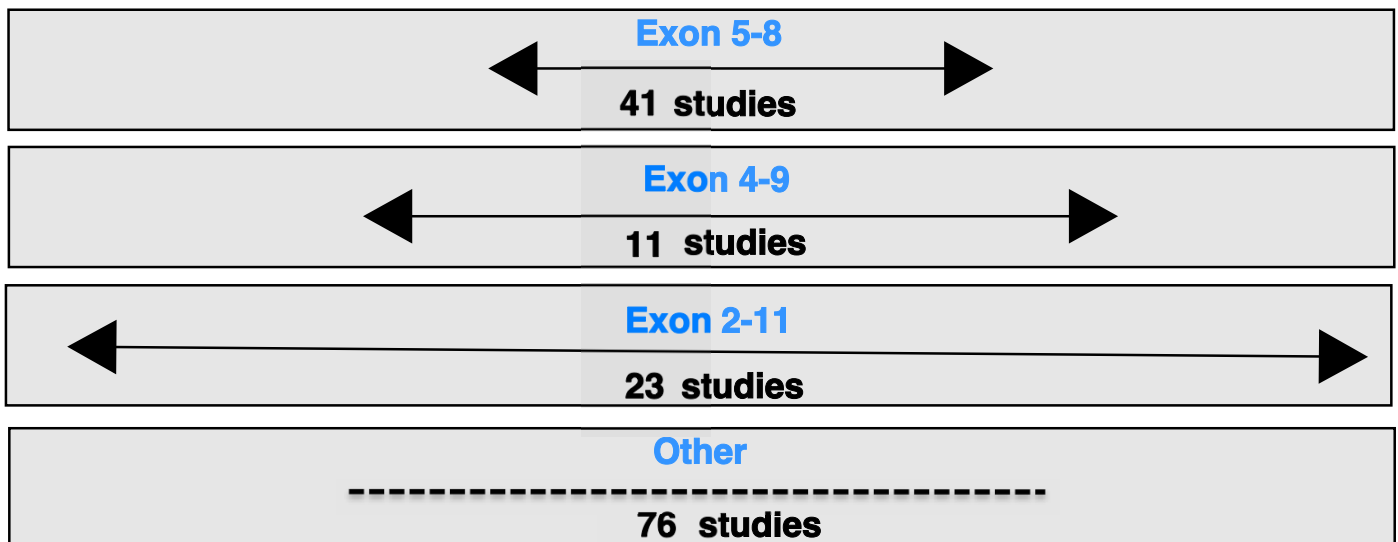 Exon 5-8
41 studies
Exon 4-9
11 studies
Exon 2-11
23 studies
Other
76 studies